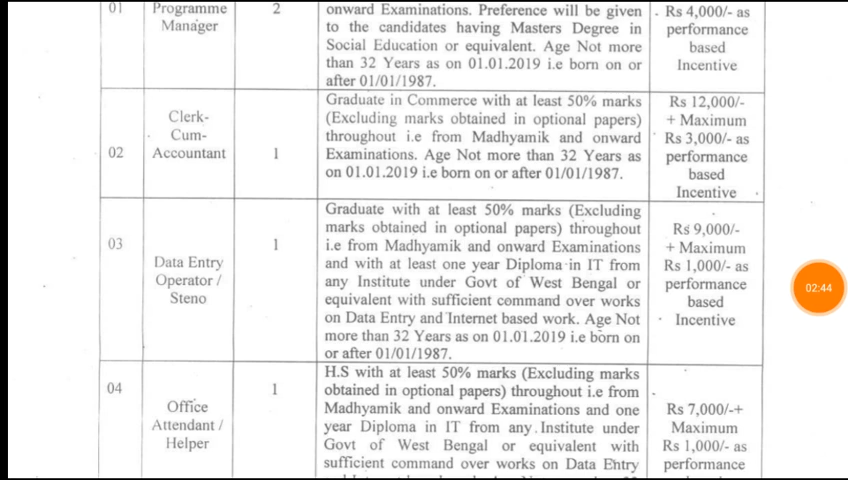 01
Programme
Manager
2
onward Examinations. Preference will be given
to the candidates having Masters Degree in
Social Education or equivalent. Age Not more
than 32 Years as on 01.01.2019 i.e born on or
after 01/01/1987.
Rs 4,000/- as
performance
based
Incentive
02
Clerk-
Cum-
Accountant
1
Graduate in Commerce with at least 50% marks
(Excluding marks obtained in optional papers)
throughout i.e from Madhyamik and onward
Examinations. Age Not more than 32 Years as
on 01.01.2019 i.e born on or after 01/01/1987.
Rs 12,000/-
+ Maximum
Rs 3,000/- as
performance
based
Incentive
03
Data Entry
Operator /
Steno
1
Graduate with at least 50% marks (Excluding
marks obtained in optional papers) throughout
i.e from Madhyamik and onward Examinations
and with at least one year Diploma in IT from
any Institute under Govt of West Bengal or
equivalent with sufficient command over works
on Data Entry and Internet based work. Age Not
more than 32 Years as on 01.01.2019 i.e born on
or after 01/01/1987.
Rs 9,000/-
+ Maximum
Rs 1,000/- as
performance
based
Incentive
04
Office
Attendant /
Helper
1
H.S with at least 50% marks (Excluding marks
obtained in optional papers) throughout i.e from
Madhyamik and onward Examinations and one
year Diploma in IT from any Institute under
Govt of West Bengal or equivalent with
sufficient command over works on Data Entry
Rs 7,000/-+
Maximum
Rs 1,000/- as
performance
02:44